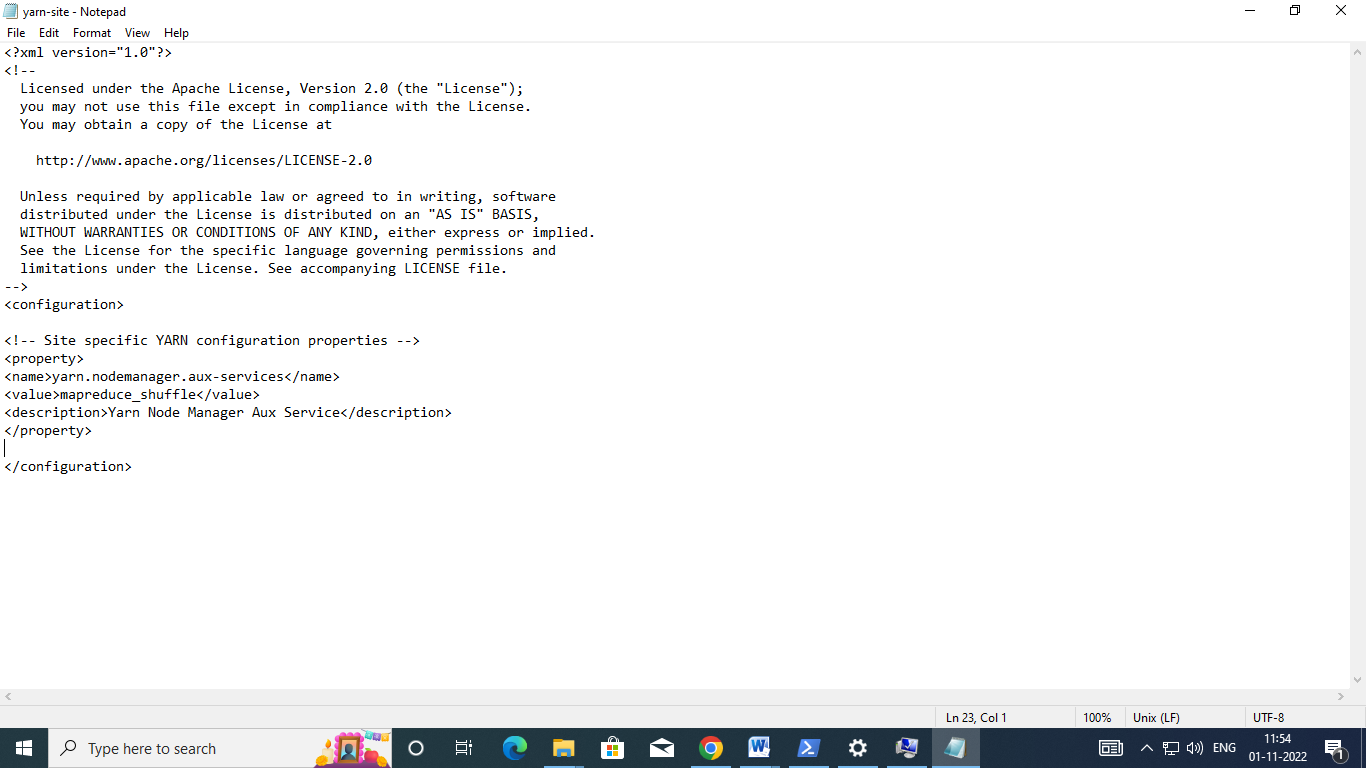 yarn-site - Notepad
File Edit Format View Help
<?xml version="1.0"?>
<!--
  Licensed under the Apache License, Version 2.0 (the "License");
  you may not use this file except in compliance with the License.
  You may obtain a copy of the License at

    http://www.apache.org/licenses/LICENSE-2.0

  Unless required by applicable law or agreed to in writing, software
  distributed under the License is distributed on an "AS IS" BASIS,
  WITHOUT WARRANTIES OR CONDITIONS OF ANY KIND, either express or implied.
  See the License for the specific language governing permissions and
  limitations under the License. See accompanying LICENSE file.
-->
<configuration>

<!-- Site specific YARN configuration properties -->
<property>
<name>yarn.nodemanager.aux-services</name>
<value>mapreduce_shuffle</value>
<description>Yarn Node Manager Aux Service</description>
</property>

</configuration>
Ln 23, Col 1 100% Unix (LF) UTF-8
Type here to search
ENG
11:54
01-11-2022
1